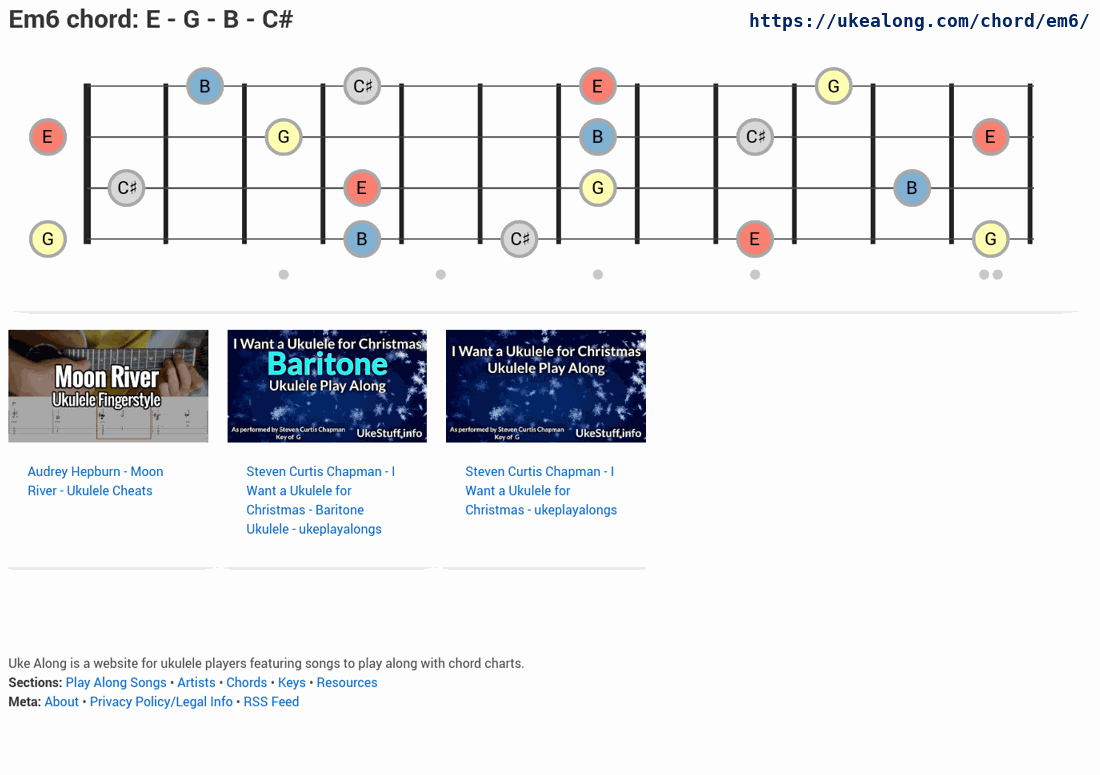 Em6 chord: E - G - B - C#
https://ukealong.com/chord/em6/
B C♯ E G
E G B C♯ E
C♯ E G B
G B C♯ E G
I Want a Ukulele for Christmas
Baritone
Ukulele Play Along
As performed by Steven Curtis Chapman
Key of G
UkeStuff.info
I Want a Ukulele for Christmas
Ukulele Play Along
As performed by Steven Curtis Chapman
Key of G
UkeStuff.info
Moon River
Ukulele Fingerstyle
Audrey Hepburn - Moon
River - Ukulele Cheats
Steven Curtis Chapman - I
Want a Ukulele for
Christmas - Baritone
Ukulele - ukeplayalongs
Steven Curtis Chapman - I
Want a Ukulele for
Christmas - ukeplayalongs
Uke Along is a website for ukulele players featuring songs to play along with chord charts.
Sections: Play Along Songs • Artists • Chords • Keys • Resources
Meta: About • Privacy Policy/Legal Info • RSS Feed